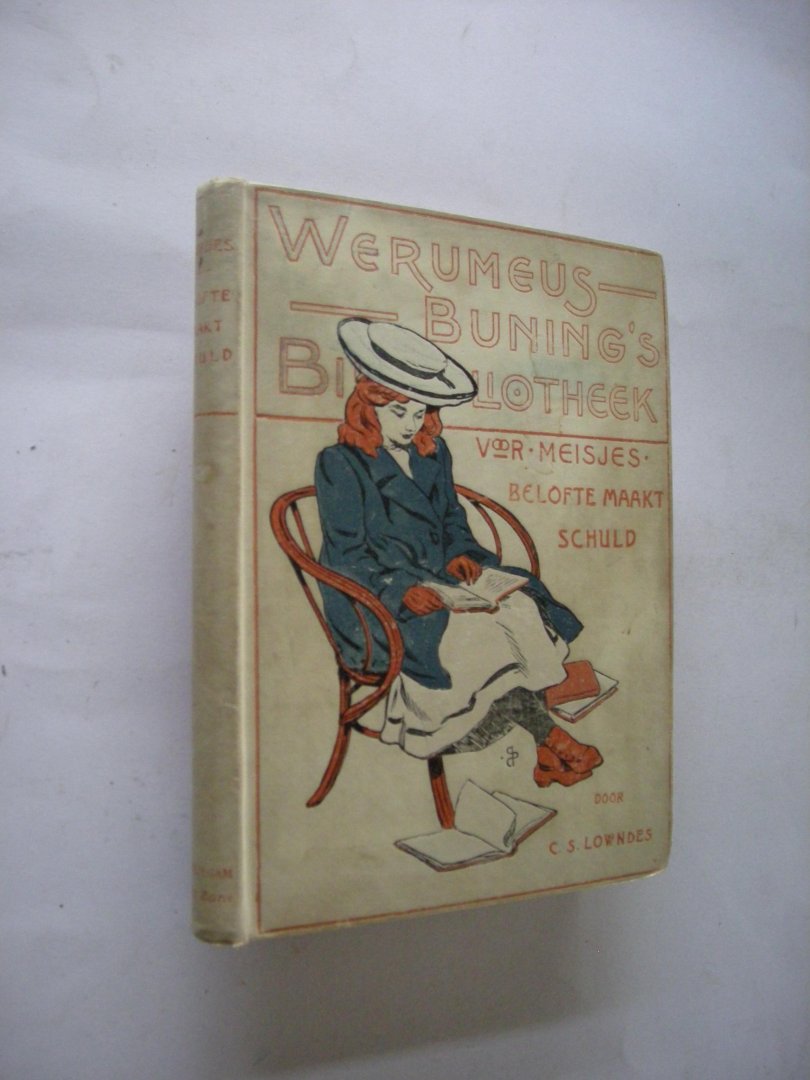 WERUMEUS
BUNING'S
BIBLIOTHEEK
VOOR · MEISJES ·
BELOFTE MAAKT
SCHULD
DOOR
C. S. LOWNDES